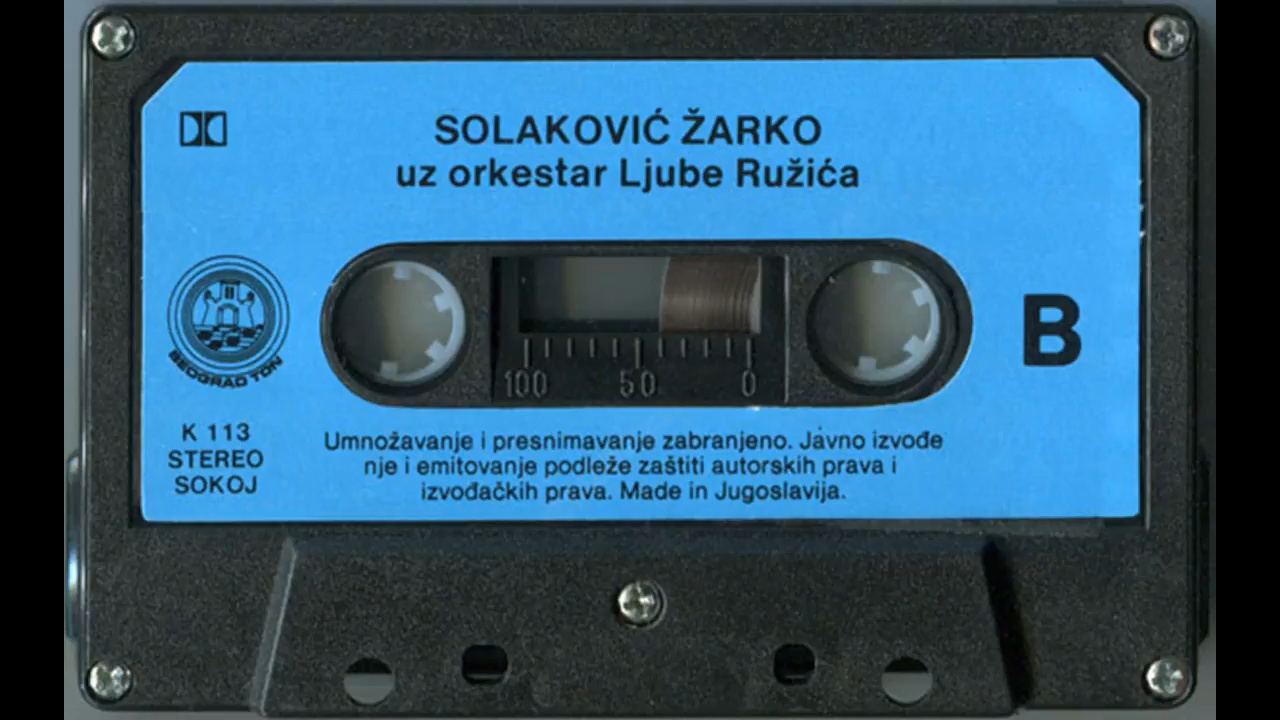 SOLAKOVIĆ ŽARKO
uz orkestar Ljube Ružića
B
BEOGRAD TON
100 50 0
K 113
STEREO
SOKOJ
Umnožavanje i presnimavanje zabranjeno. Javno izvođe
nje i emitovanje podleže zaštiti autorskih prava i
izvođačkih prava. Made in Jugoslavija.